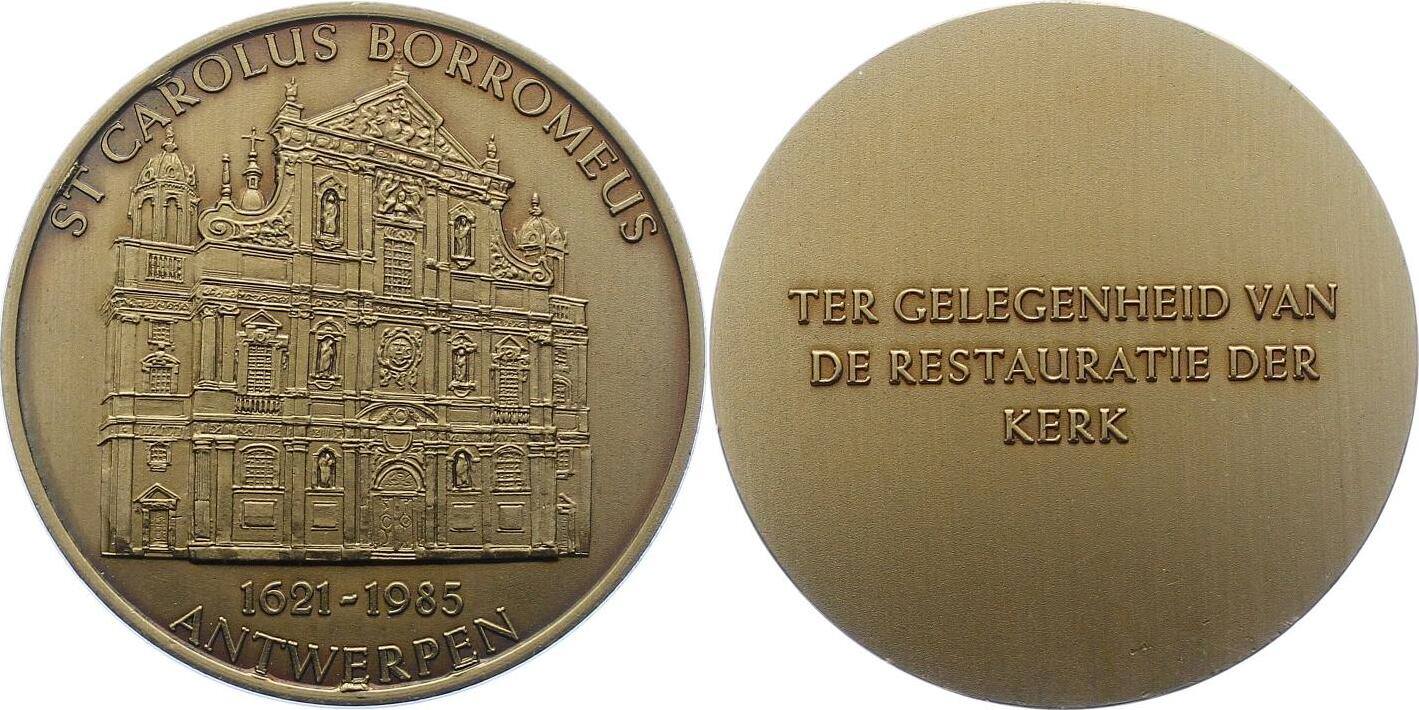 ST CAROLUS BORROMEUS
1621-1985
ANTWERPEN
TER GELEGENHEID VAN
DE RESTAURATIE DER
KERK